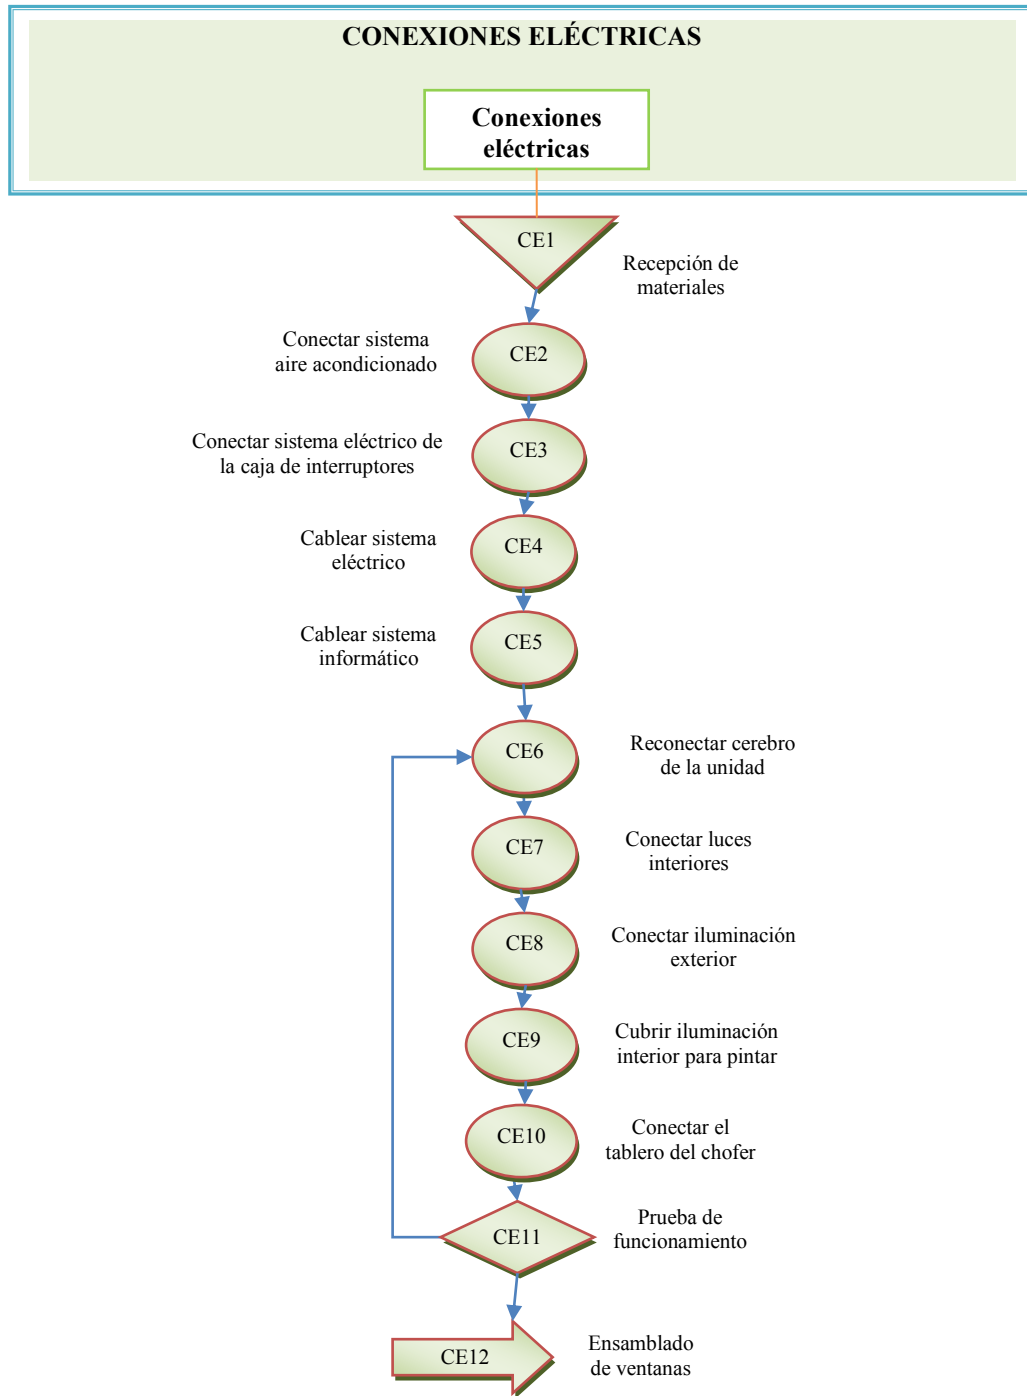 CONEXIONES ELÉCTRICAS
Conexiones
eléctricas
CE1
Recepción de
materiales
Conectar sistema
aire acondicionado
CE2
Conectar sistema eléctrico de
la caja de interruptores
CE3
Cablear sistema
eléctrico
CE4
Cablear sistema
informático
CE5
CE6
Reconectar cerebro
de la unidad
CE7
Conectar luces
interiores
CE8
Conectar iluminación
exterior
CE9
Cubrir iluminación
interior para pintar
CE10
Conectar el
tablero del chofer
CE11
Prueba de
funcionamiento
CE12
Ensamblado
de ventanas